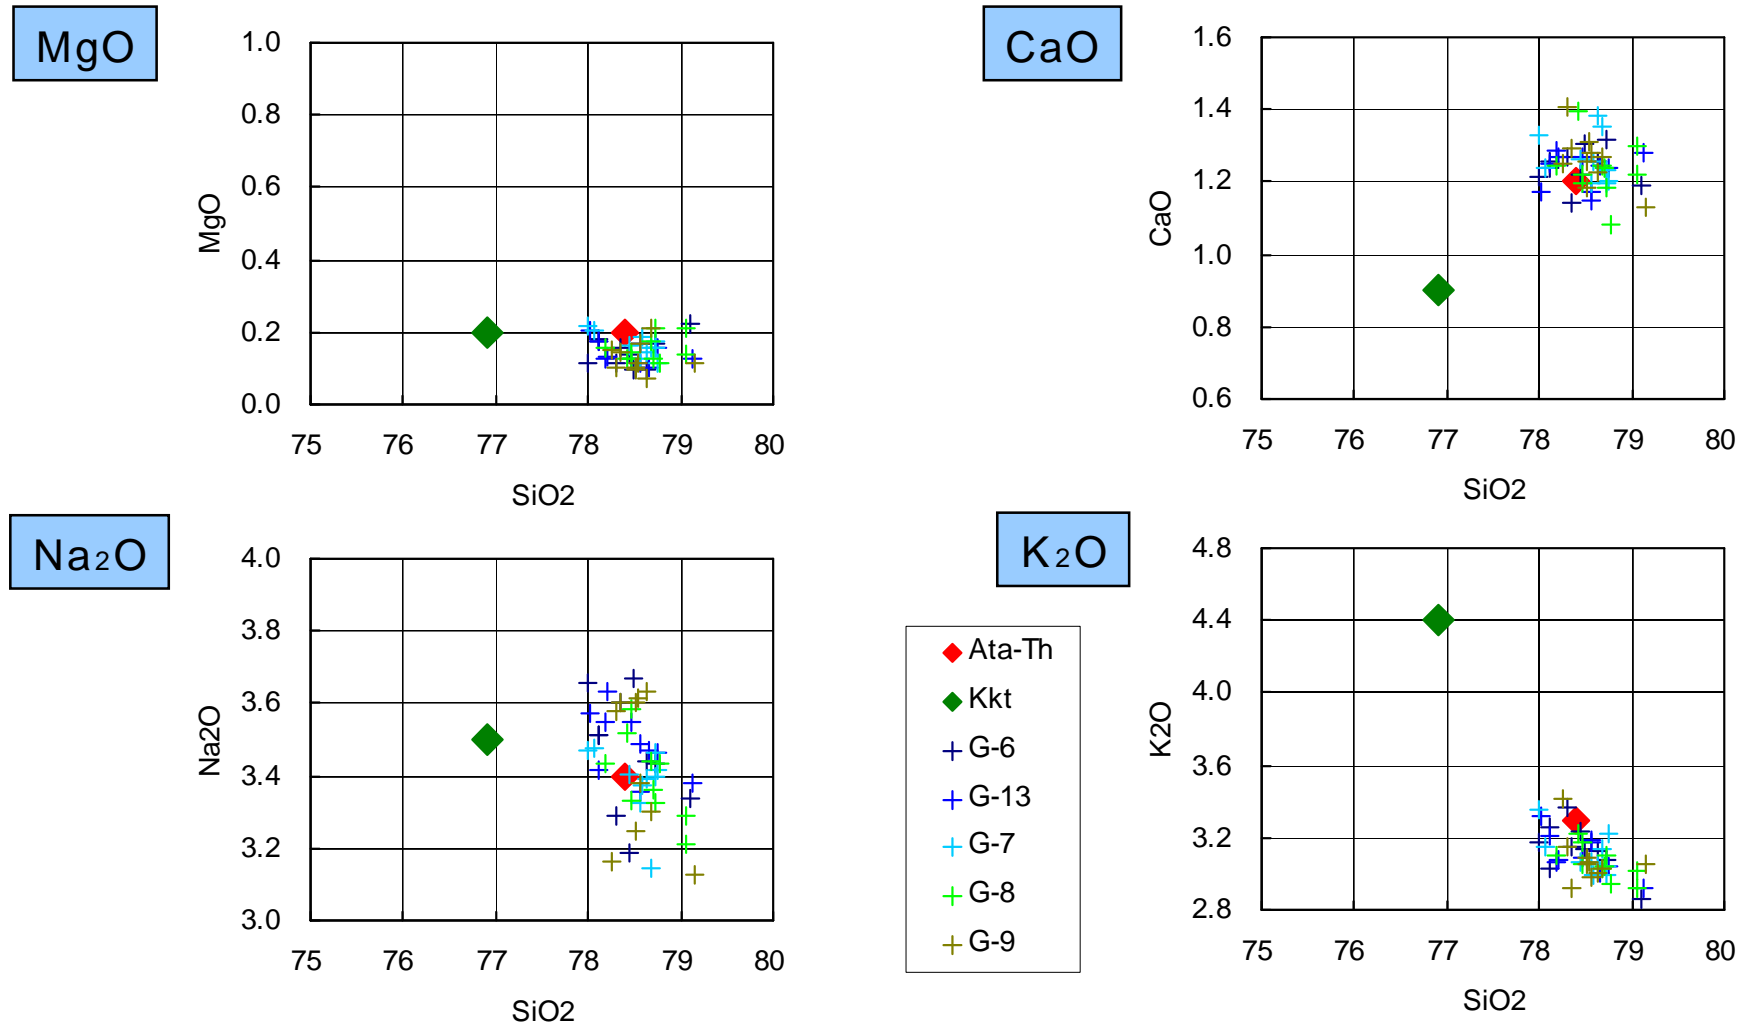 MgO
1.0
0.8
0.6
0.4
0.2
0.0
MgO
75 76 77 78 79 80
SiO2
CaO
1.6
1.4
1.2
1.0
0.8
0.6
CaO
75 76 77 78 79 80
SiO2
Na2O
4.0
3.8
3.6
3.4
3.2
3.0
Na2O
75 76 77 78 79 80
SiO2
Ata-Th
Kkt
G-6
G-13
G-7
G-8
G-9
K2O
4.8
4.4
4.0
3.6
3.2
2.8
K2O
75 76 77 78 79 80
SiO2